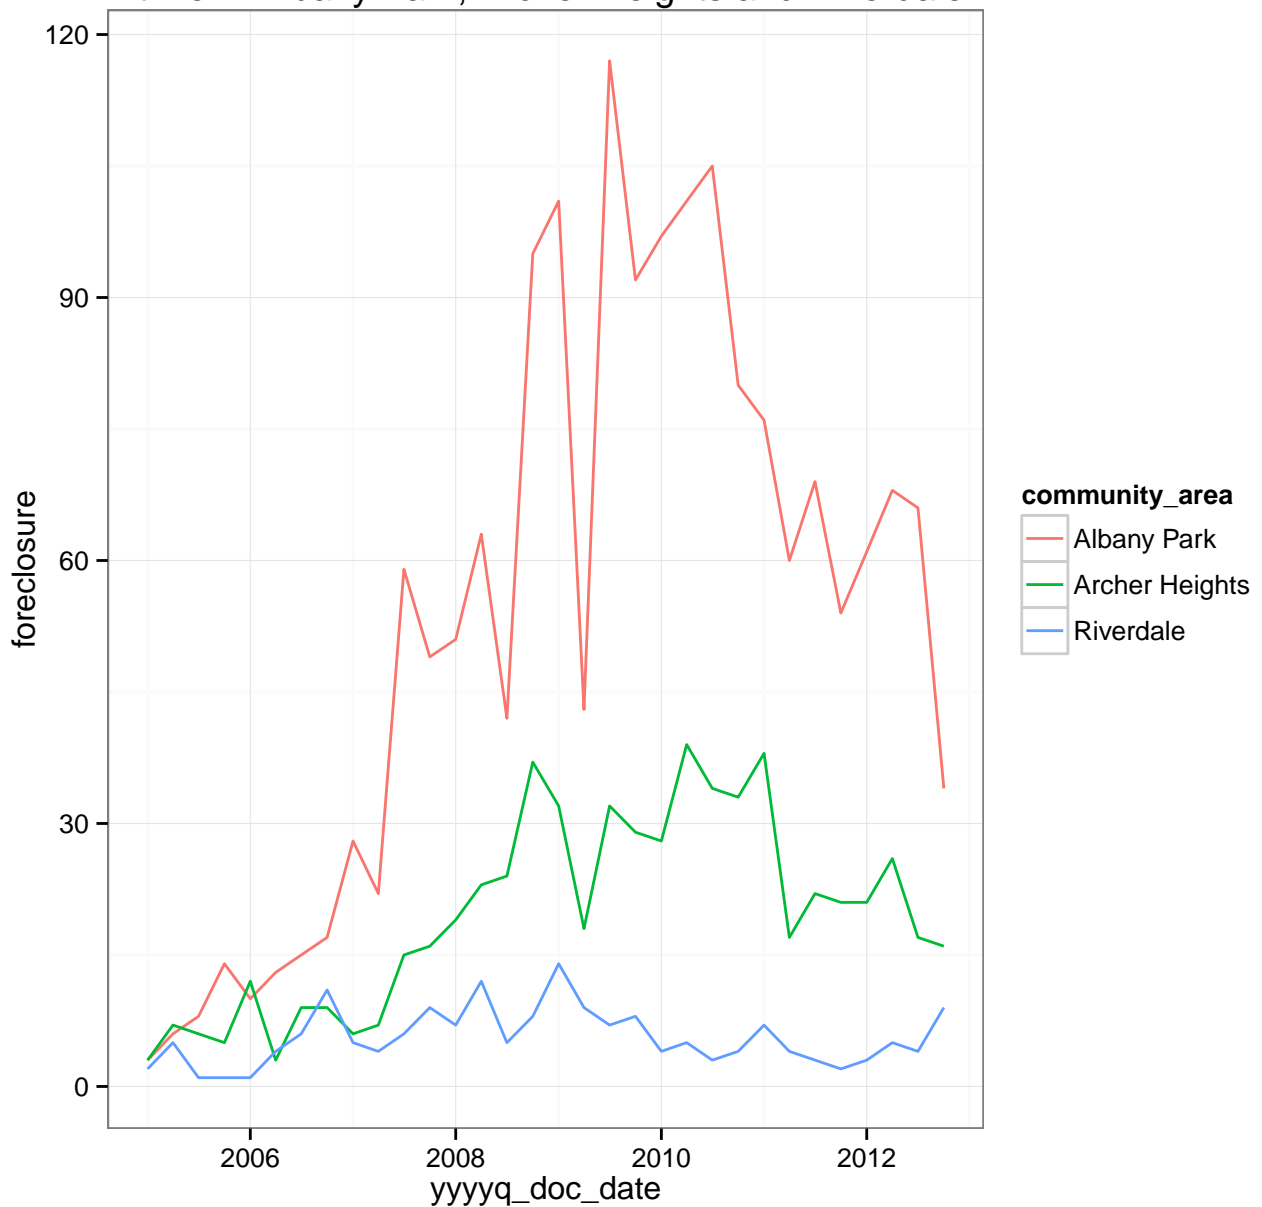 120
90
60
30
0
foreclosure
2006
2008
2010
2012
yyyyq_doc_date
community_area
Albany Park
Archer Heights
Riverdale